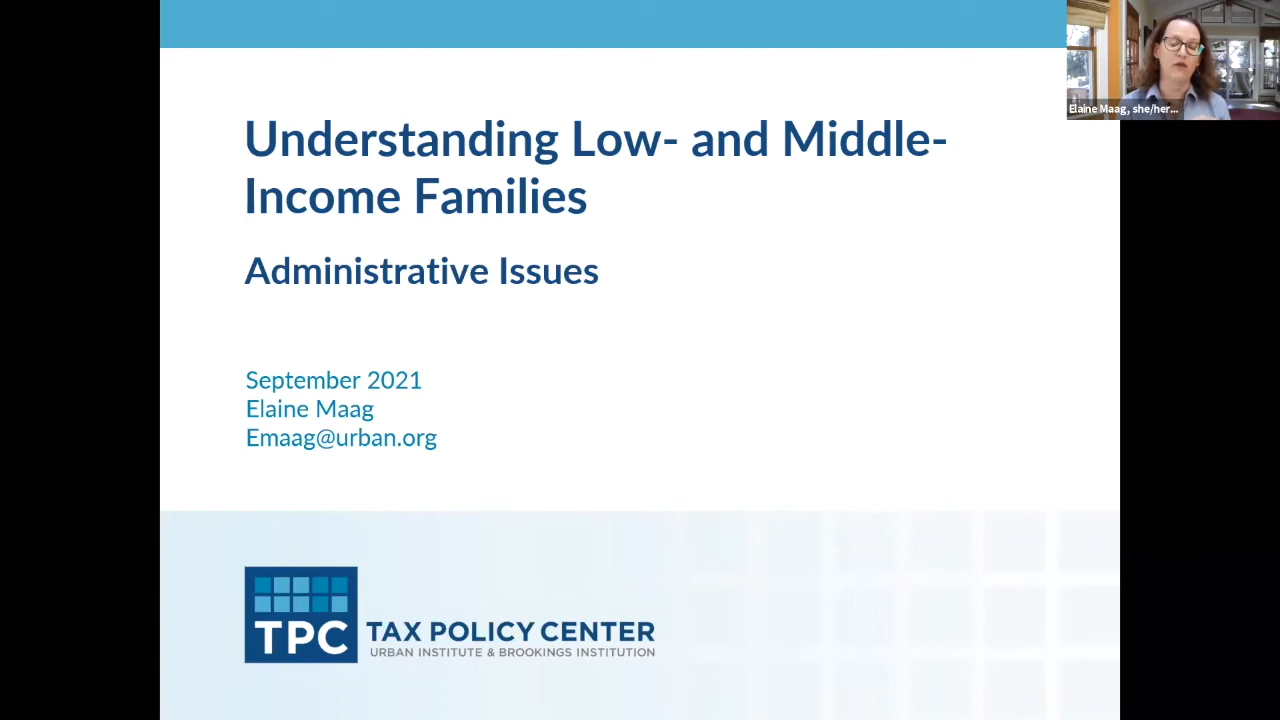 Elaine Maag, she/her...
Understanding Low- and Middle-
Income Families
Administrative Issues
September 2021
Elaine Maag
Emaag@urban.org
TPC
TAX POLICY CENTER
URBAN INSTITUTE & BROOKINGS INSTITUTION